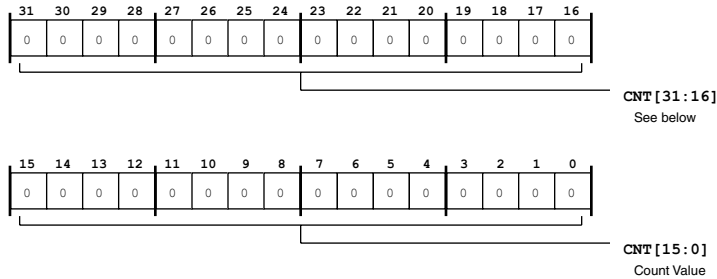 31 30 29 28 27 26 25 24 23 22 21 20 19 18 17 16
0 0 0 0 0 0 0 0 0 0 0 0 0 0 0 0
CNT[31:16]
See below
15 14 13 12 11 10 9 8 7 6 5 4 3 2 1 0
0 0 0 0 0 0 0 0 0 0 0 0 0 0 0 0
CNT[15:0]
Count Value